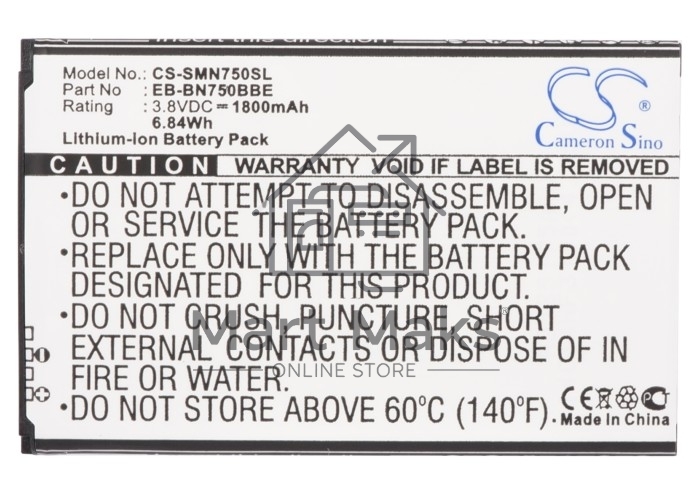 Model No.: CS-SMN750SL
Part No : EB-BN750BBE
Rating : 3.8VDC⎓1800mAh
6.84Wh
Lithium-ion Battery Pack
CS ®
Cameron Sino
CAUTION WARRANTY VOID IF LABEL IS REMOVED
•DO NOT ATTEMPT TO DISASSEMBLE, OPEN
OR SERVICE THE BATTERY PACK.
•REPLACE ONLY WITH THE BATTERY PACK
DESIGNATED FOR THIS PRODUCT.
•DO NOT CRUSH, PUNCTURE, SHORT
EXTERNAL CONTACTS OR DISPOSE OF IN
FIRE OR WATER.
•DO NOT STORE ABOVE 60°C (140°F).
CE PC
Made In China
Mart Maks®
ONLINE STORE